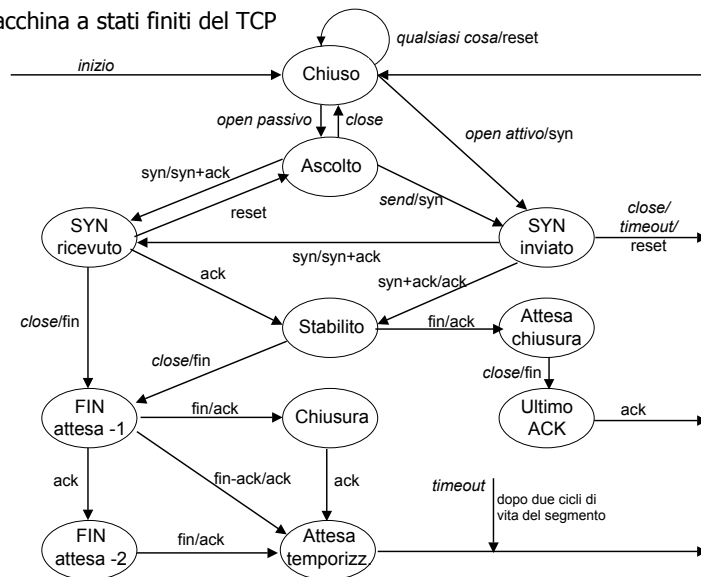 acchina a stati finiti del TCP
qualsiasi cosa/reset
inizio
Chiuso
open passivo
close
open attivo/syn
Ascolto
syn/syn+ack
send/syn
reset
SYN
ricevuto
SYN
inviato
close/
timeout/
reset
syn/syn+ack
ack
syn+ack/ack
Stabilito
fin/ack
Attesa
chiusura
close/fin
close/fin
close/fin
FIN
attesa -1
fin/ack
Chiusura
Ultimo
ACK
ack
ack
fin-ack/ack
ack
timeout
dopo due cicli di
vita del segmento
FIN
attesa -2
fin/ack
Attesa
temporizz.